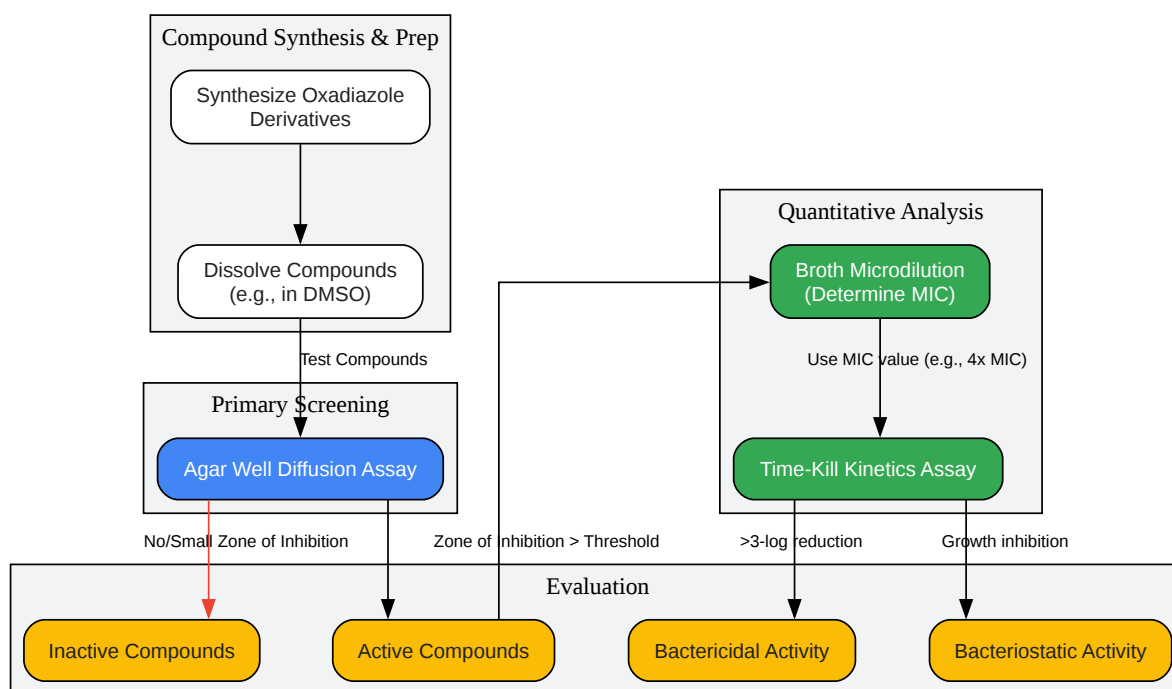 Compound Synthesis & Prep
Synthesize Oxadiazole
Derivatives
Dissolve Compounds
(e.g., in DMSO)
Test Compounds
Primary Screening
Agar Well Diffusion Assay
No/Small Zone of Inhibition
Zone of Inhibition > Threshold
Quantitative Analysis
Broth Microdilution
(Determine MIC)
Use MIC value (e.g., 4x MIC)
Time-Kill Kinetics Assay
>3-log reduction
Growth inhibition
Evaluation
Inactive Compounds
Active Compounds
Bactericidal Activity
Bacteriostatic Activity